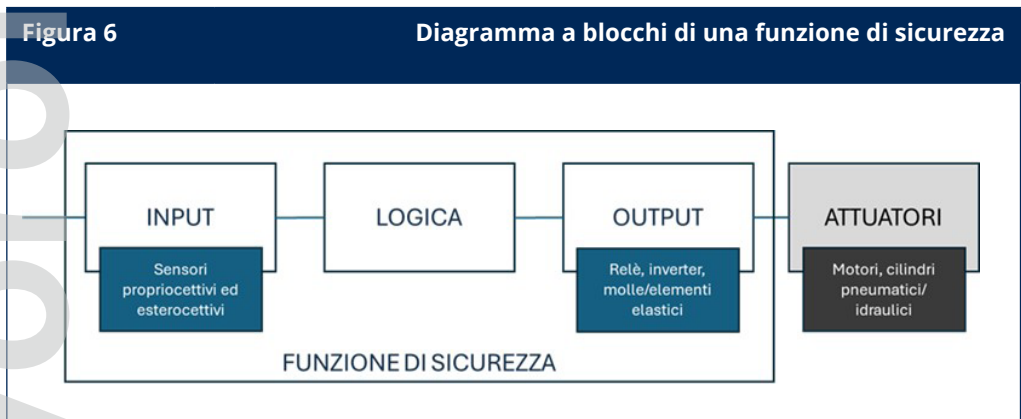 Figura 6
Diagramma a blocchi di una funzione di sicurezza
INPUT
Sensori
propriocettivi ed
esterocettivi
LOGICA
OUTPUT
Relè, inverter,
molle/elementi
elastici
ATTUATORI
Motori, cilindri
pneumatici/
idraulici
FUNZIONE DI SICUREZZA